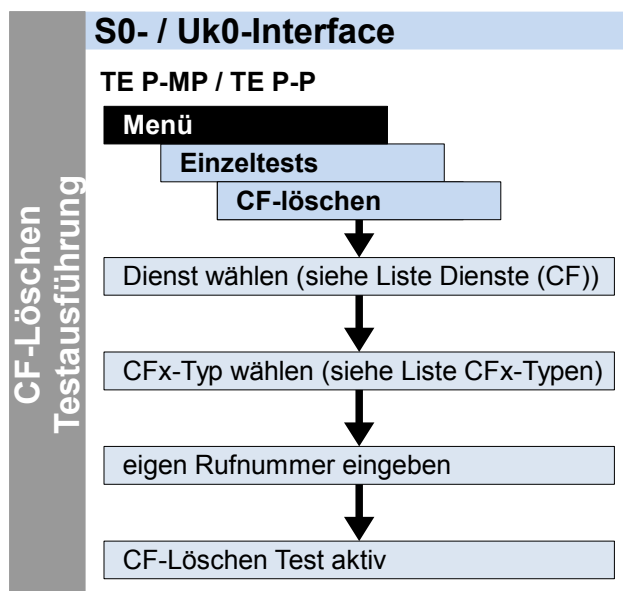 S0- / Uk0-Interface
TE P-MP / TE P-P
Menü
Einzeltests
CF-löschen
Dienst wählen (siehe Liste Dienste (CF))
CFx-Typ wählen (siehe Liste CFx-Typen)
eigen Rufnummer eingeben
CF-Löschen Test aktiv
CF-Löschen
Testausführung